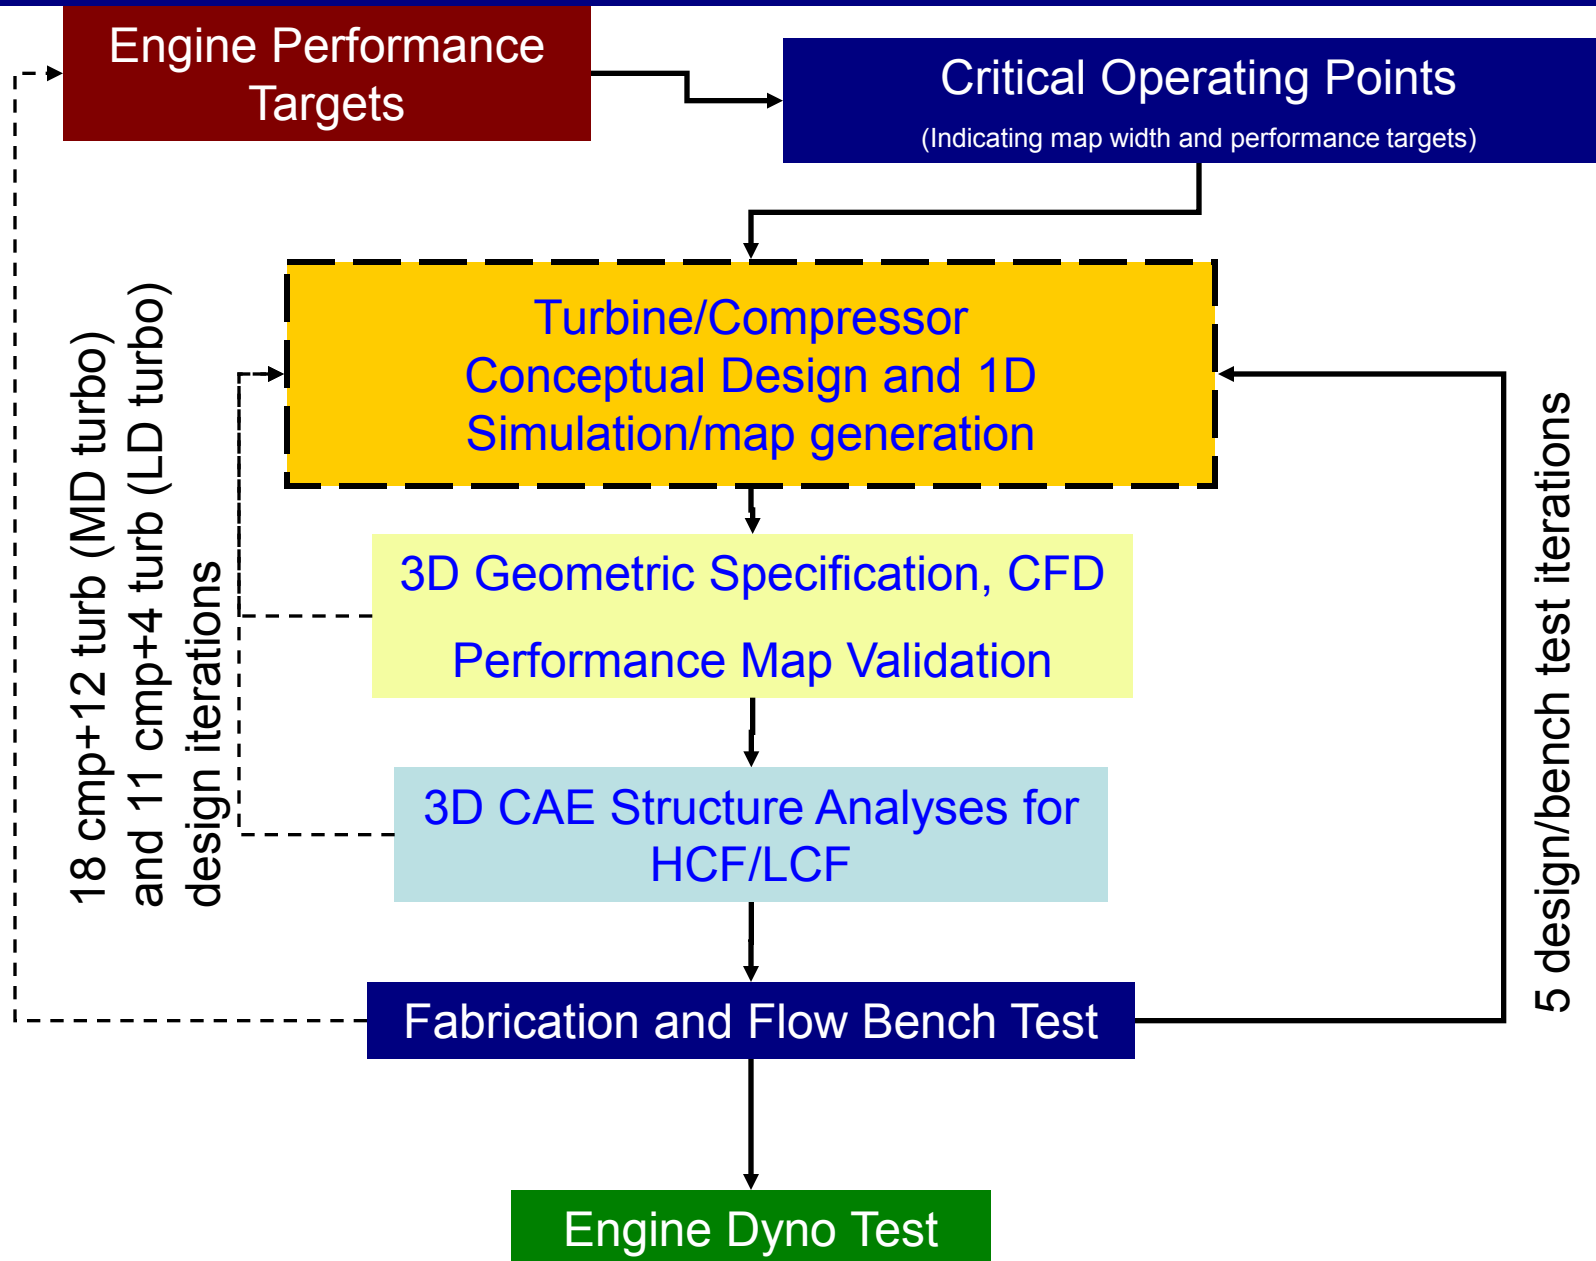 Engine Performance
Targets
Critical Operating Points
(Indicating map width and performance targets)
Turbine/Compressor
Conceptual Design and 1D
Simulation/map generation
18 cmp+12 turb (MD turbo)
and 11 cmp+4 turb (LD turbo)
design iterations
5 design/bench test iterations
3D Geometric Specification, CFD
Performance Map Validation
3D CAE Structure Analyses for
HCF/LCF
Fabrication and Flow Bench Test
Engine Dyno Test